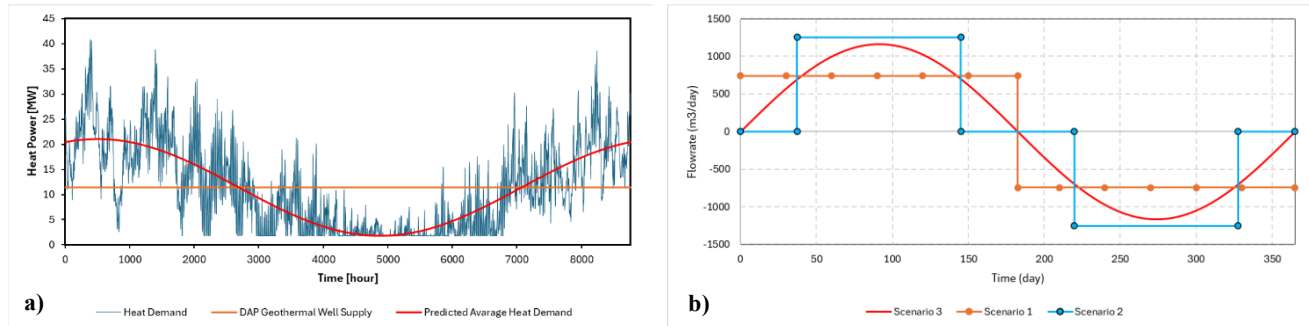 45
40
35
30
25
20
15
10
5
0
Heat Power [MW]
0 1000 2000 3000 4000 5000 6000 7000 8000
Time [hour]
a)
Heat Demand DAP Geothermal Well Supply Predicted Avarage Heat Demand
1500
1000
500
0
-500
-1000
-1500
Flowrate (m3/day)
0 50 100 150 200 250 300 350
Time (day)
b)
Scenario 3 Scenario 1 Scenario 2